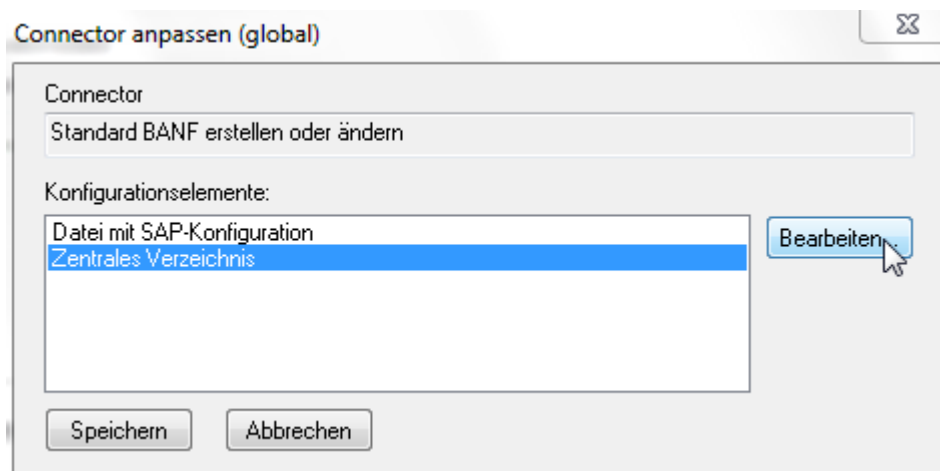 Connector anpassen (global)
Connector
Standard BANF erstellen oder ändern
Konfigurationselemente:
Datei mit SAP-Konfiguration
Zentrales Verzeichnis
Bearbeiten...
Speichern
Abbrechen